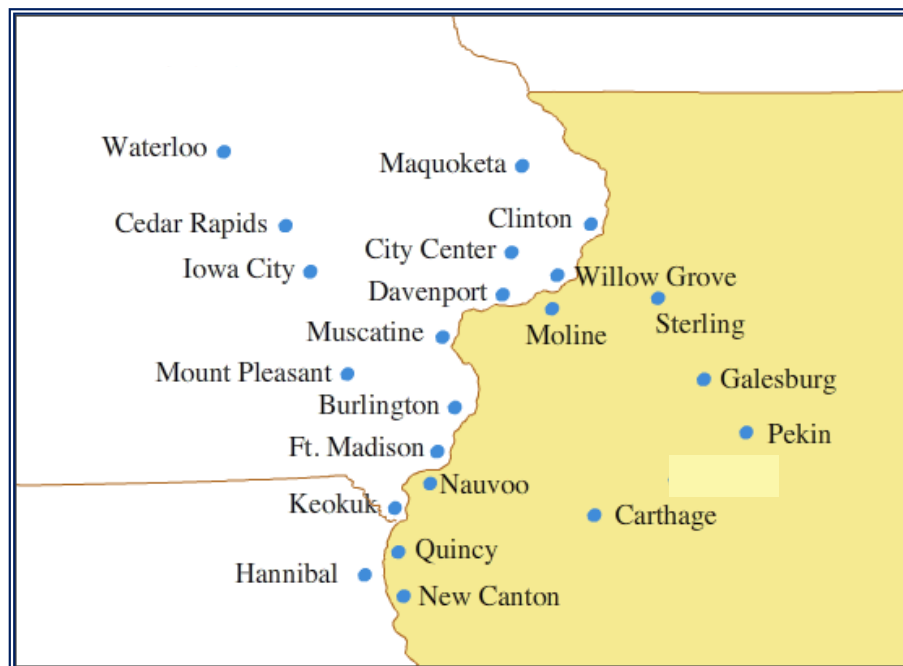 Waterloo
Maquoketa
Cedar Rapids
Clinton
City Center
Iowa City
Willow Grove
Davenport
Sterling
Muscatine
Moline
Mount Pleasant
Galesburg
Burlington
Pekin
Ft. Madison
Nauvoo
Keokuk
Carthage
Quincy
Hannibal
New Canton